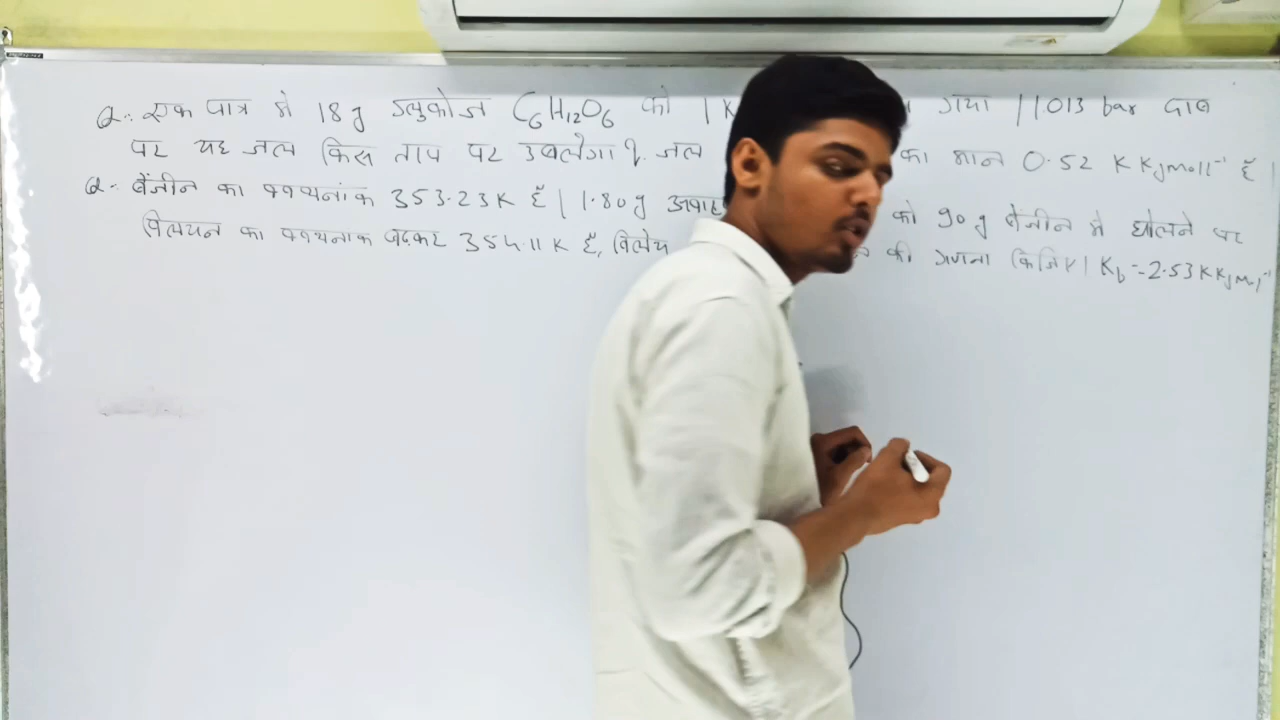 Q:. एक पात्र में 18 g ग्लुकोज C6H12O6 को 1 K गया | 1.013 bar दाब
पर यह जल किस ताप पर उबलेगा ? जल का मान 0.52 K Kg mol-1 है |
Q:. बेंजीन का क्वथनांक 353.23K है | 1.80 g को 90 g बेंजीन में घोलने पर
विलयन का क्वथनांक बढ़कर 354.11 K है, विलेय की गणना किजिए | Kb = 2.53 K Kg mol-1